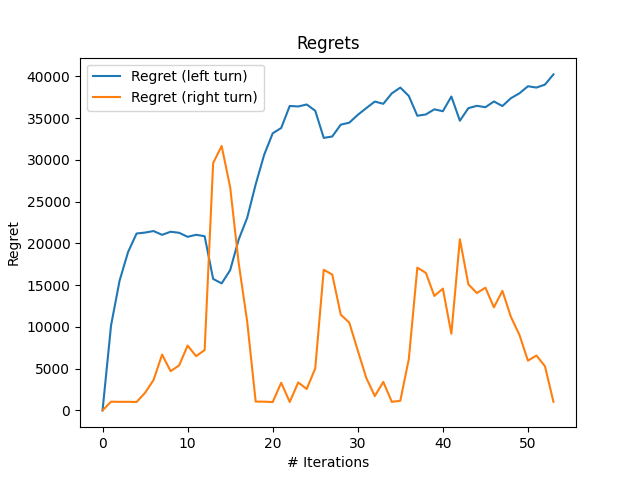 Regrets
Regret (left turn)
Regret (right turn)
40000
35000
30000
25000
20000
15000
10000
5000
0
Regret
0 10 20 30 40 50
# Iterations